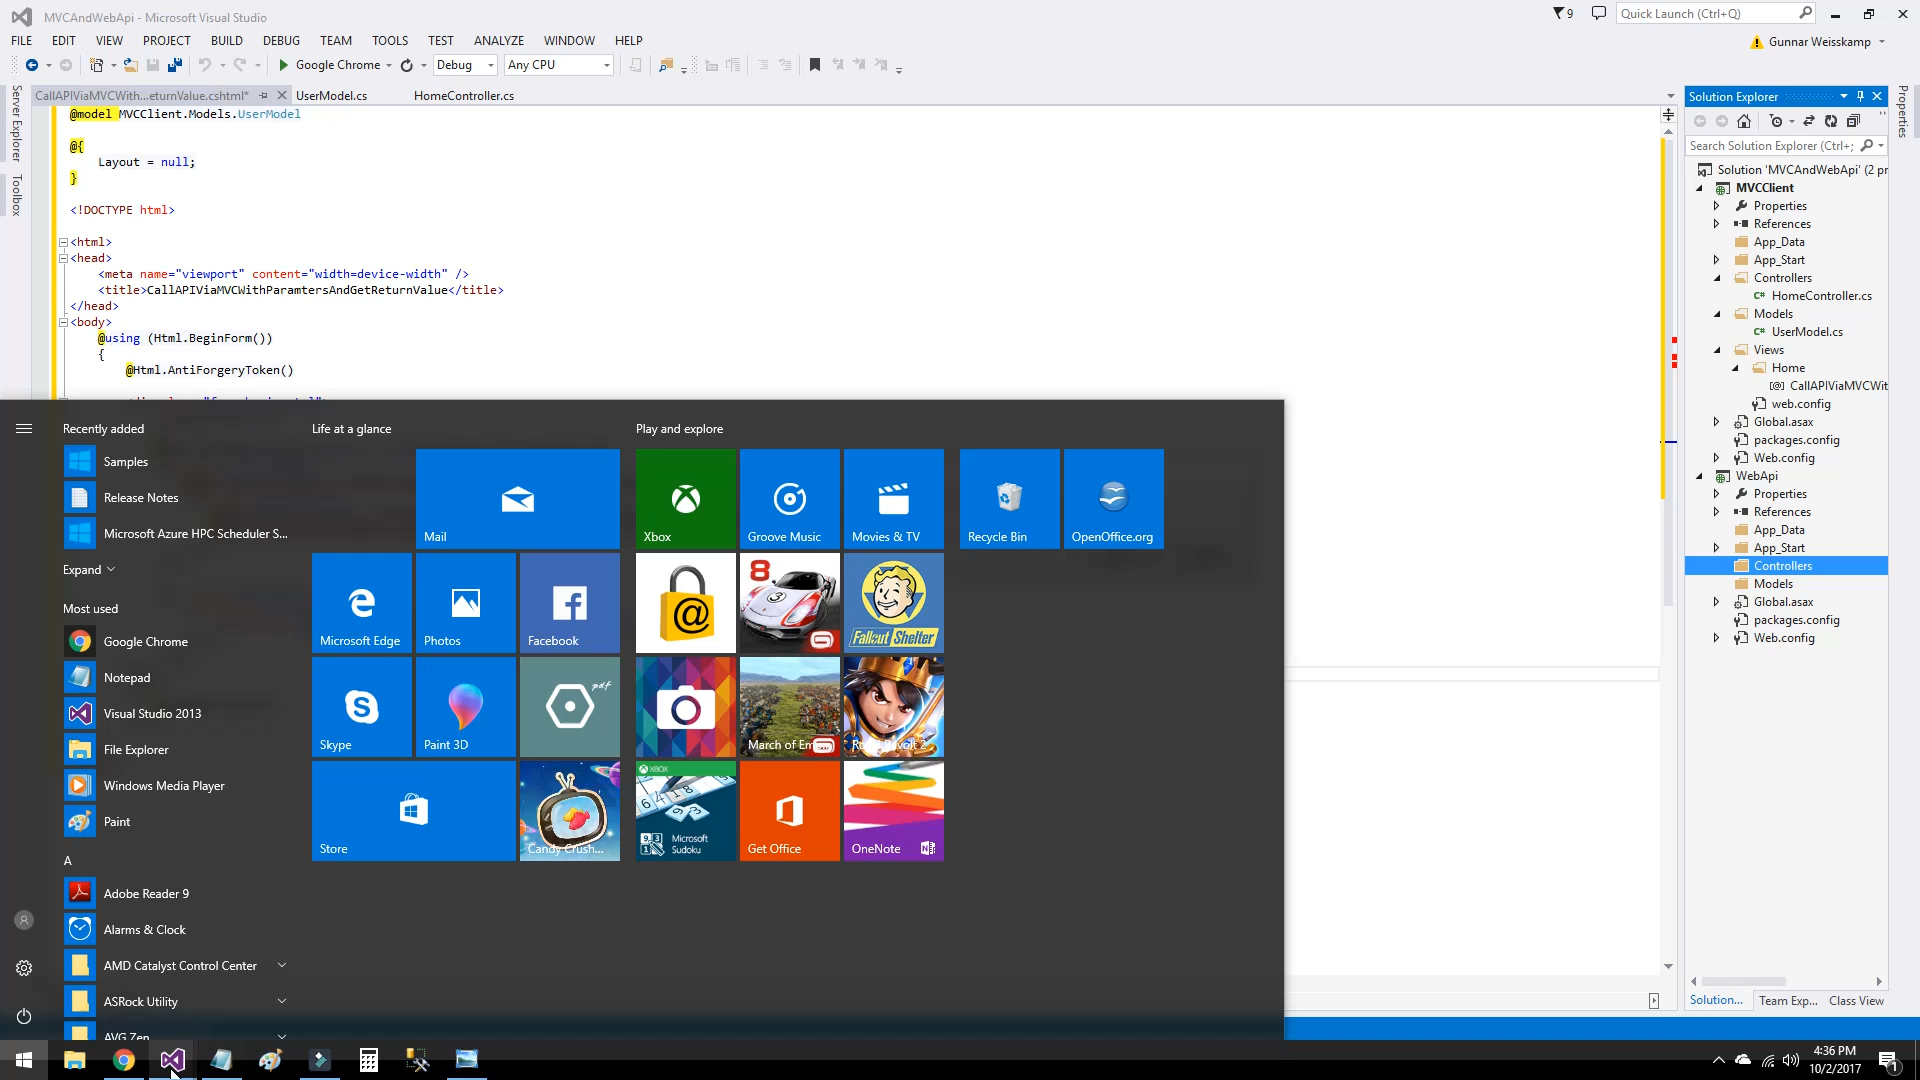 MVCAndWebApi - Microsoft Visual Studio
9
Quick Launch (Ctrl+Q)
FILE EDIT VIEW PROJECT BUILD DEBUG TEAM TOOLS TEST ANALYZE WINDOW HELP
Gunnar Weisskamp
Google Chrome
Debug
Any CPU
Server Explorer
Toolbox
CallAPIViaMVCWith...eturnValue.cshtml*
UserModel.cs
HomeController.cs
@model MVCClient.Models.UserModel
@{
Layout = null;
}
<!DOCTYPE html>
<html>
<head>
<meta name="viewport" content="width=device-width" />
<title>CallAPIViaMVCWithParamtersAndGetReturnValue</title>
</head>
<body>
@using (Html.BeginForm())
{
@Html.AntiForgeryToken()
Solution Explorer
Properties
Search Solution Explorer (Ctrl+;
Solution 'MVCAndWebApi' (2 pr
MVCClient
Properties
References
App_Data
App_Start
Controllers
C# HomeController.cs
Models
C# UserModel.cs
Views
Home
[@] CallAPIViaMVCWit
web.config
Global.asax
packages.config
Web.config
WebApi
Properties
References
App_Data
App_Start
Controllers
Models
Global.asax
packages.config
Web.config
Solution...
Team Exp...
Class View
Recently added
Samples
Release Notes
Microsoft Azure HPC Scheduler S...
Expand
Most used
Google Chrome
Notepad
Visual Studio 2013
File Explorer
Windows Media Player
Paint
A
Adobe Reader 9
Alarms & Clock
AMD Catalyst Control Center
ASRock Utility
AVG Zen
Life at a glance
Mail
Microsoft Edge
Photos
Facebook
Skype
Paint 3D
pdf
Store
Candy Crush...
Play and explore
Xbox
Groove Music
Movies & TV
Recycle Bin
OpenOffice.org
@
8
3
Fallout Shelter
March of Em
XBOX
Microsoft
Sudoku
Get Office
OneNote
4:36 PM
10/2/2017
1